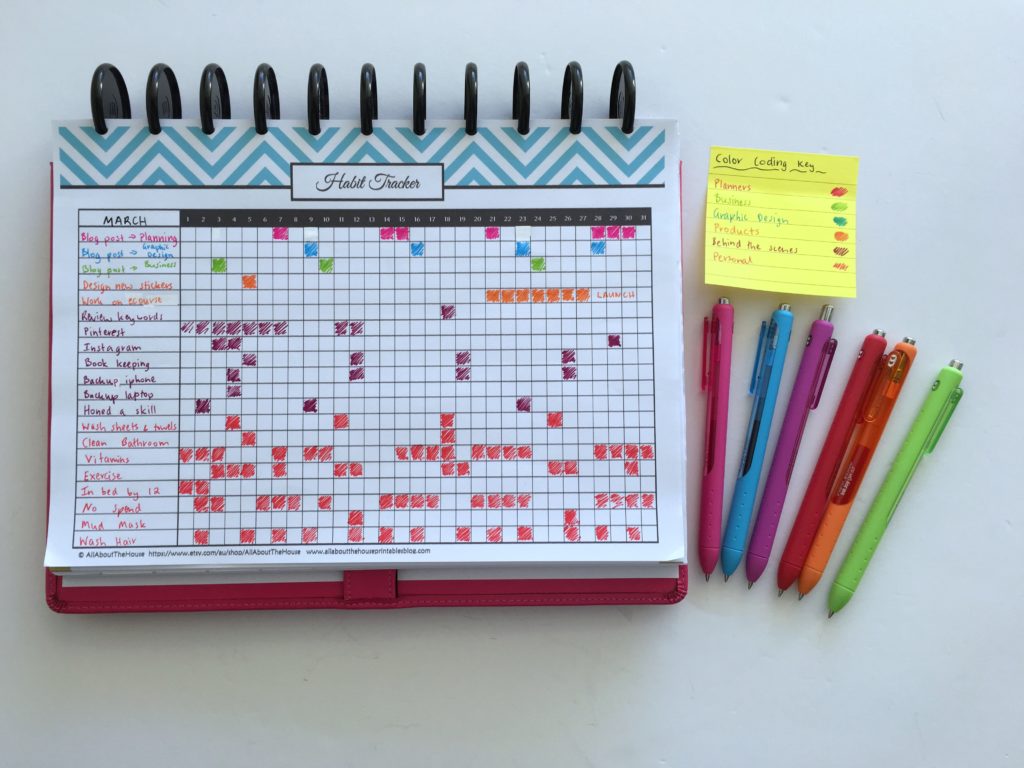 Habit Tracker
MARCH 1 2 3 4 5 6 7 8 9 10 11 12 13 14 15 16 17 18 19 20 21 22 23 24 25 26 27 28 29 30 31
Blog post → Planning
Blog post → Graphic Design
Blog post → Business
Design new stickers
Work on ecourse LAUNCH
Review keywords
Pinterest
Instagram
Book keeping
Backup iphone
Backup laptop
Honed a skill
Wash sheets & towels
Clean Bathroom
Vitamins
Exercise
In bed by 12
No Spend
Mud Mask
Wash Hair
© AllAboutTheHouse https://www.etsy.com/au/shop/AllAboutTheHouse www.allaboutthehouseprintablesblog.com
Color Coding Key
Planners
Business
Graphic Design
Products
Behind the scenes
Personal